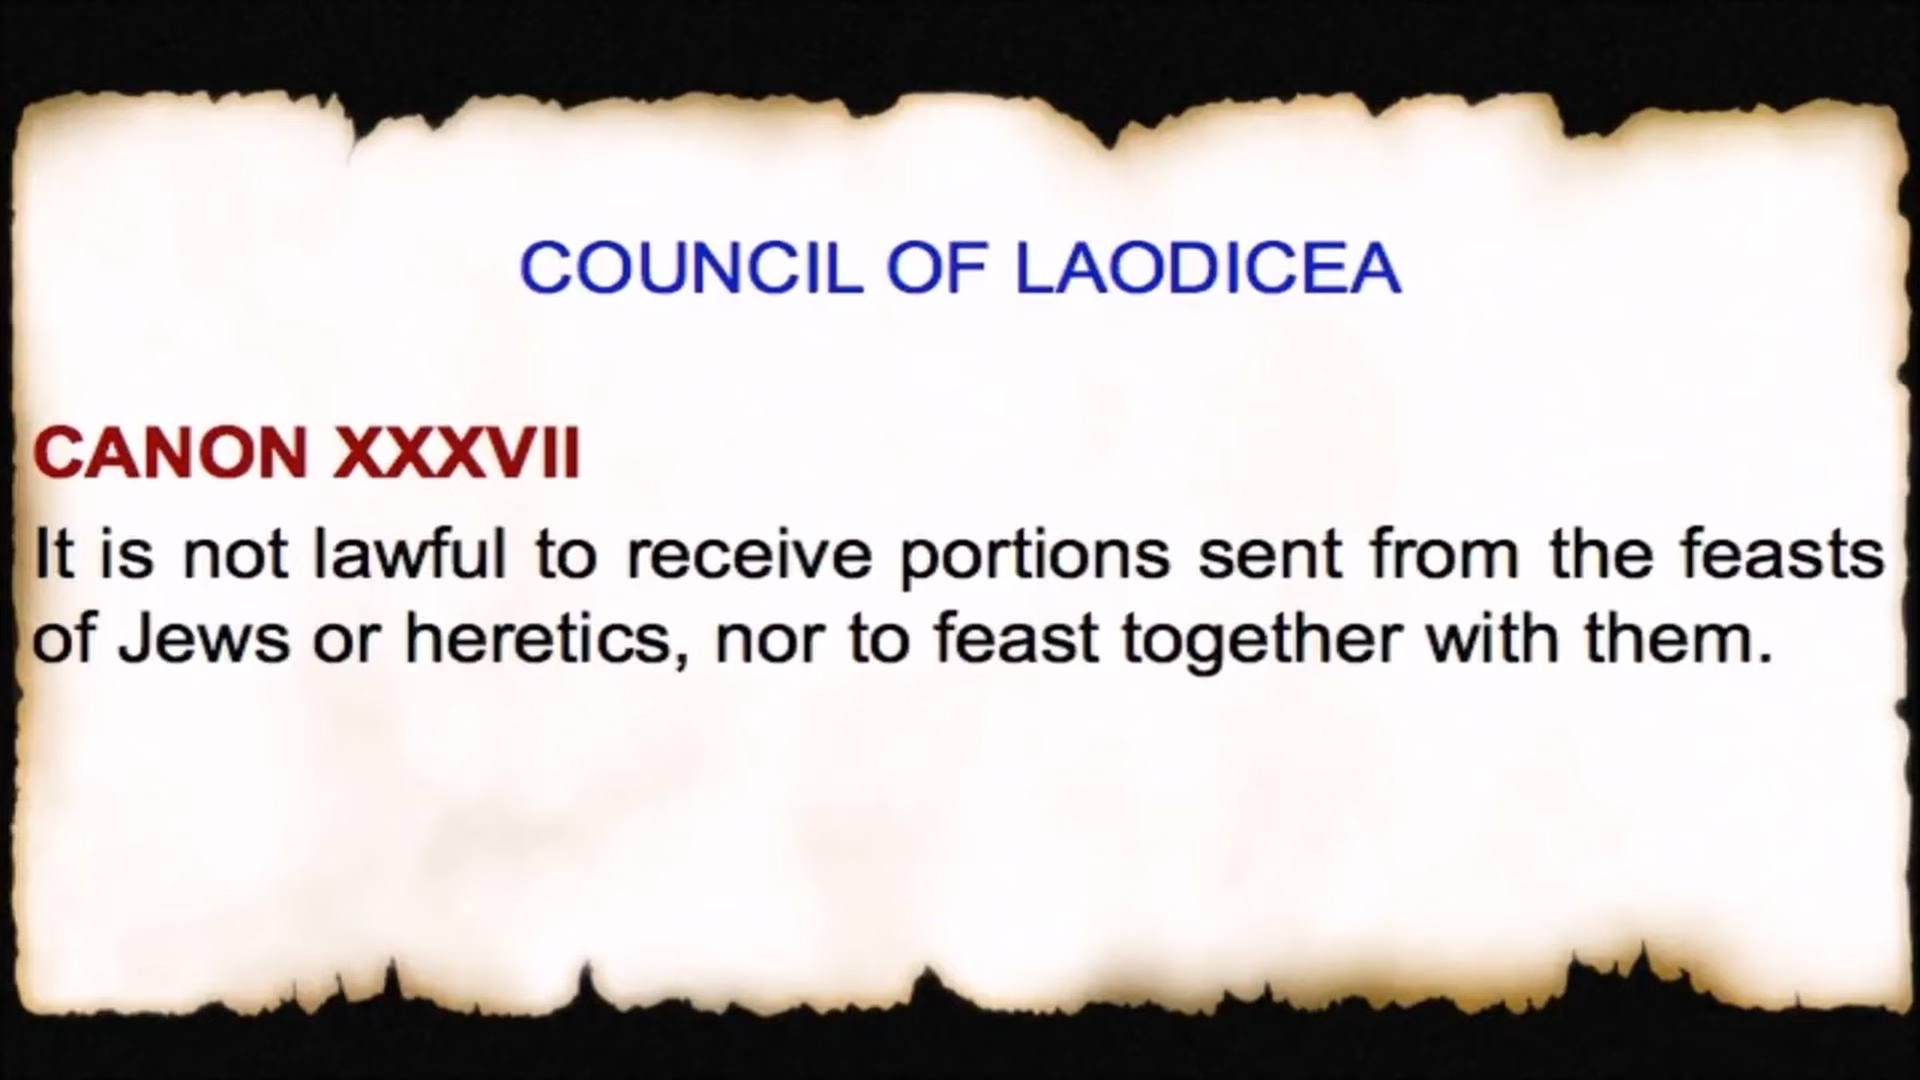 COUNCIL OF LAODICEA
CANON XXXVII
It is not lawful to receive portions sent from the feasts
of Jews or heretics, nor to feast together with them.